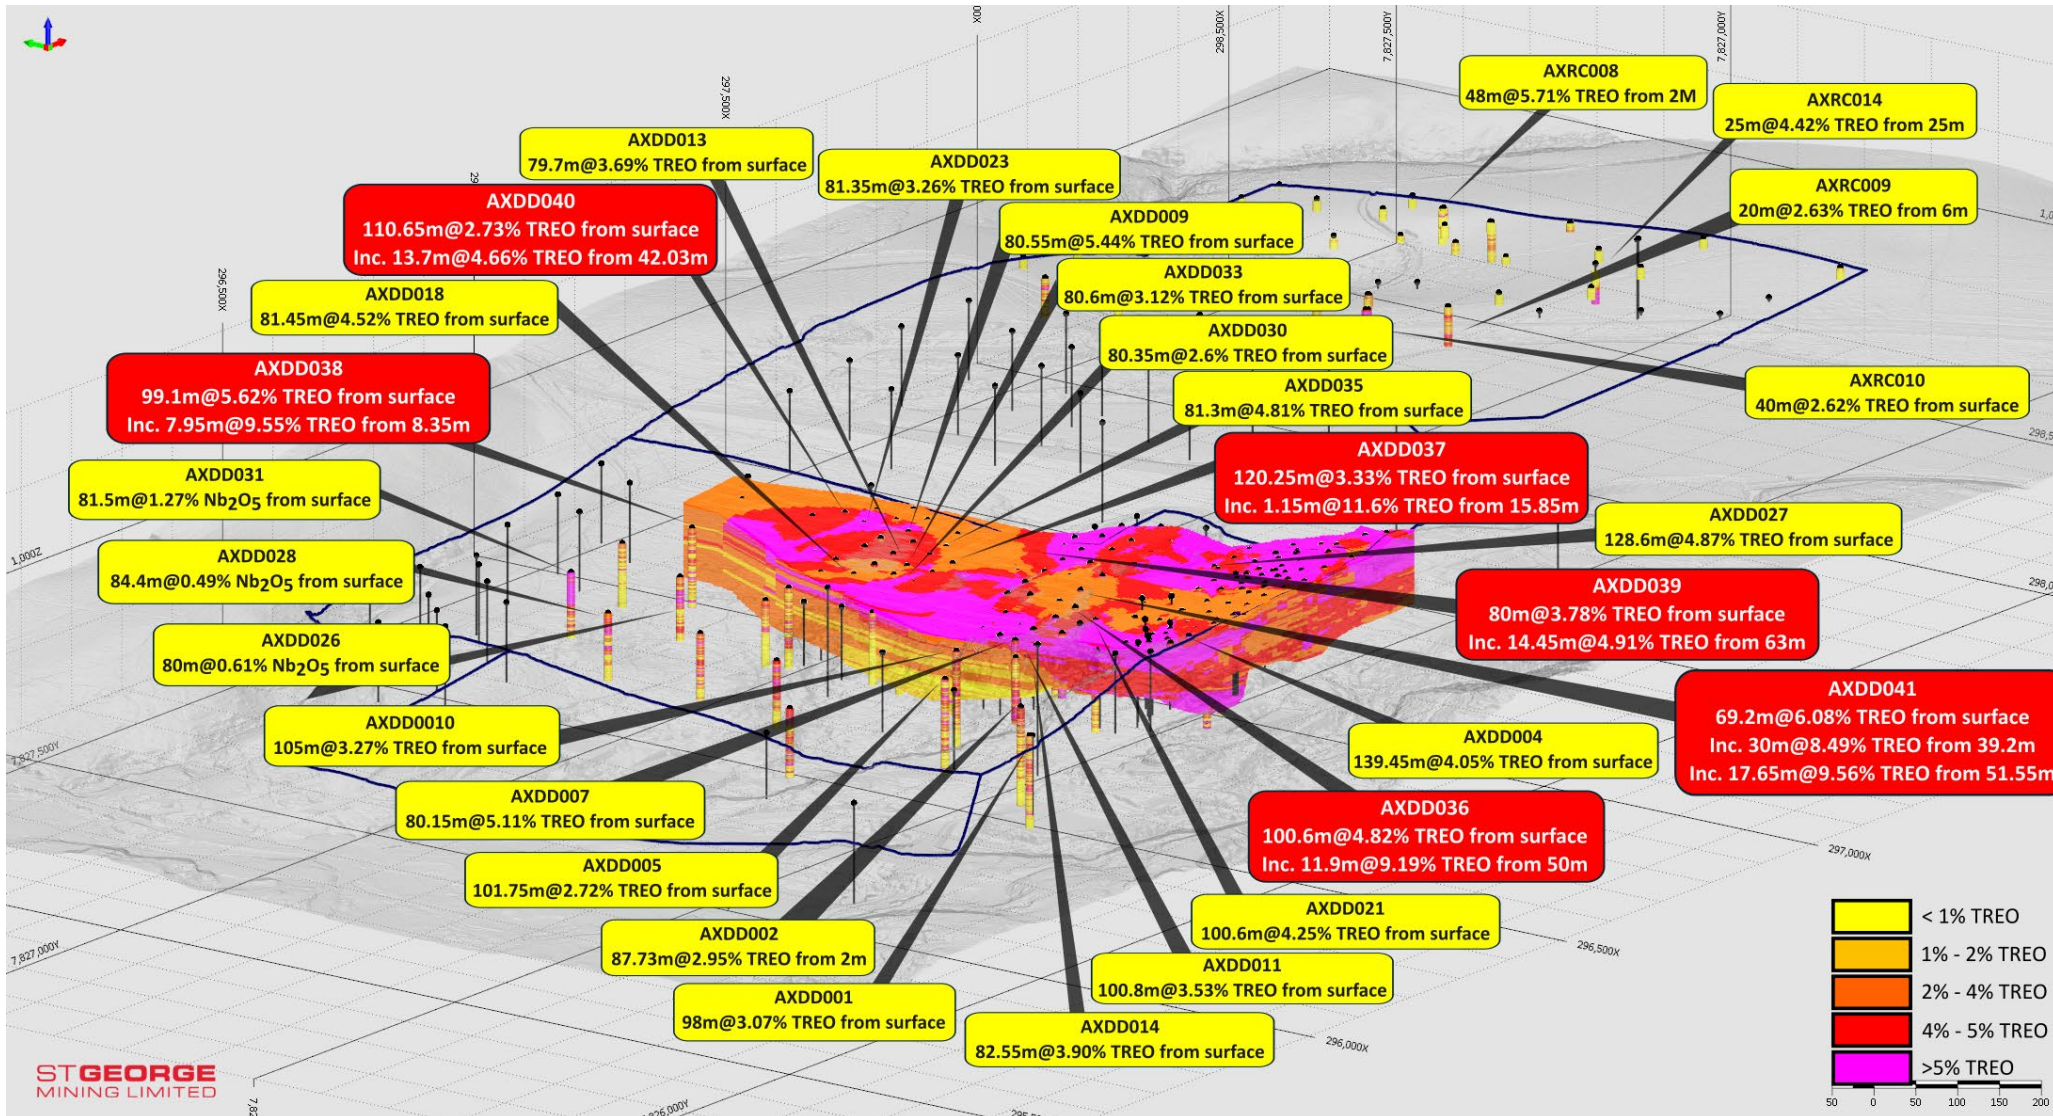 00X
298,500X
7,827,500Y
7,827,000Y
297,500X
296,500X
AXRC008
48m@5.71% TREO from 2M
AXRC014
25m@4.42% TREO from 25m
AXDD013
79.7m@3.69% TREO from surface
AXDD023
81.35m@3.26% TREO from surface
AXRC009
20m@2.63% TREO from 6m
AXDD040
110.65m@2.73% TREO from surface
Inc. 13.7m@4.66% TREO from 42.03m
AXDD009
80.55m@5.44% TREO from surface
AXDD033
80.6m@3.12% TREO from surface
AXDD018
81.45m@4.52% TREO from surface
AXDD030
80.35m@2.6% TREO from surface
AXDD038
99.1m@5.62% TREO from surface
Inc. 7.95m@9.55% TREO from 8.35m
AXDD035
81.3m@4.81% TREO from surface
AXRC010
40m@2.62% TREO from surface
AXDD037
120.25m@3.33% TREO from surface
Inc. 1.15m@11.6% TREO from 15.85m
AXDD031
81.5m@1.27% Nb₂O₅ from surface
AXDD027
128.6m@4.87% TREO from surface
1,000Z
AXDD028
84.4m@0.49% Nb₂O₅ from surface
AXDD039
80m@3.78% TREO from surface
Inc. 14.45m@4.91% TREO from 63m
AXDD026
80m@0.61% Nb₂O₅ from surface
AXDD041
69.2m@6.08% TREO from surface
Inc. 30m@8.49% TREO from 39.2m
Inc. 17.65m@9.56% TREO from 51.55m
AXDD0010
105m@3.27% TREO from surface
AXDD004
139.45m@4.05% TREO from surface
7,827,500Y
AXDD007
80.15m@5.11% TREO from surface
AXDD036
100.6m@4.82% TREO from surface
Inc. 11.9m@9.19% TREO from 50m
297,000X
AXDD005
101.75m@2.72% TREO from surface
AXDD021
100.6m@4.25% TREO from surface
296,500X
AXDD002
87.73m@2.95% TREO from 2m
7,827,000Y
AXDD011
100.8m@3.53% TREO from surface
AXDD001
98m@3.07% TREO from surface
AXDD014
82.55m@3.90% TREO from surface
296,000X
< 1% TREO
1% - 2% TREO
2% - 4% TREO
4% - 5% TREO
>5% TREO
50 0 50 100 150 200
ST GEORGE
MINING LIMITED